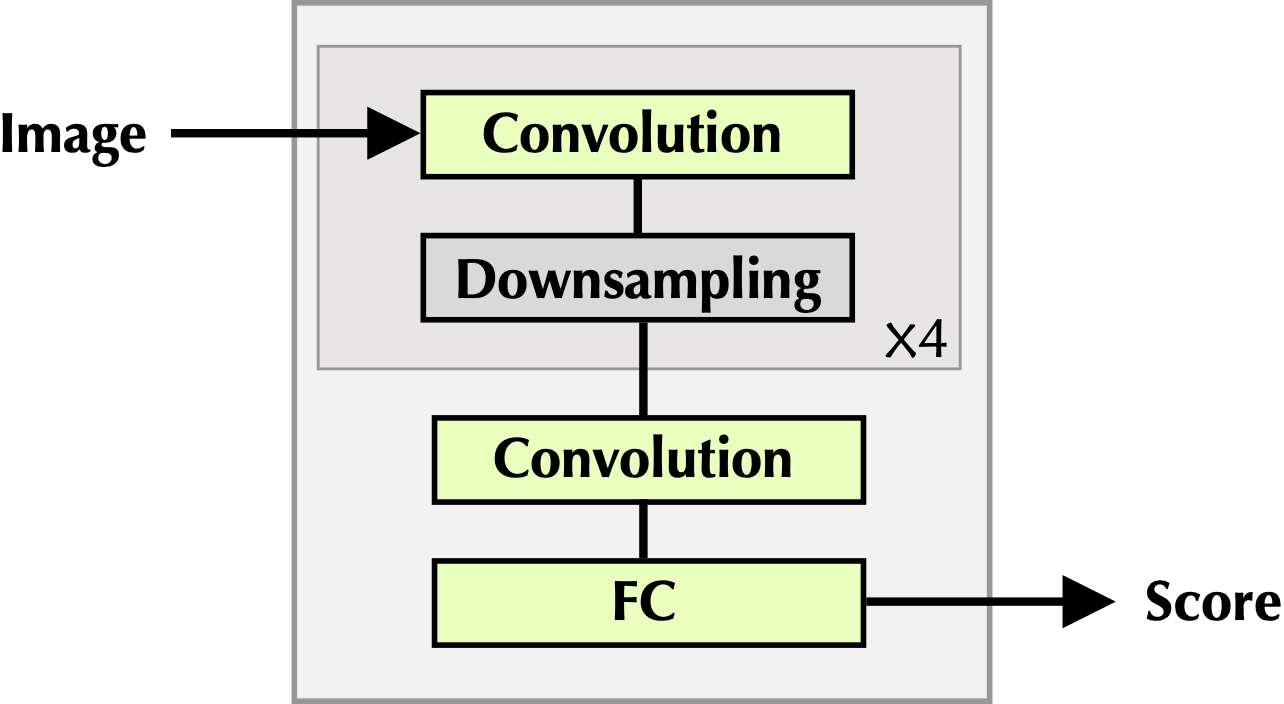 Image
Convolution
Downsampling
×4
Convolution
FC
Score